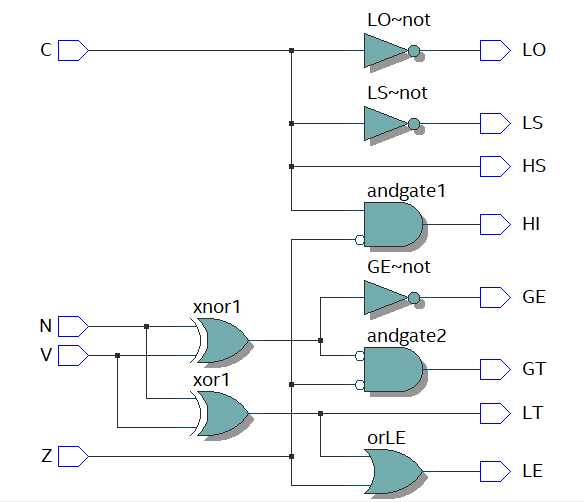 LO~not
C
LO
LS~not
LS
HS
andgate1
HI
GE~not
xnor1
GE
N
andgate2
V
GT
xor1
LT
orLE
Z
LE